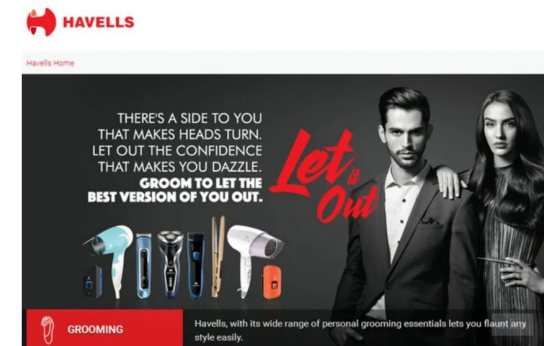 HAVELLS
Havells Home
THERE'S A SIDE TO YOU
THAT MAKES HEADS TURN.
LET OUT THE CONFIDENCE
THAT MAKES YOU DAZZLE.
GROOM TO LET THE
BEST VERSION OF YOU OUT.
Let
it
Out
GROOMING
Havells, with its wide range of personal grooming essentials lets you flaunt any
style easily.